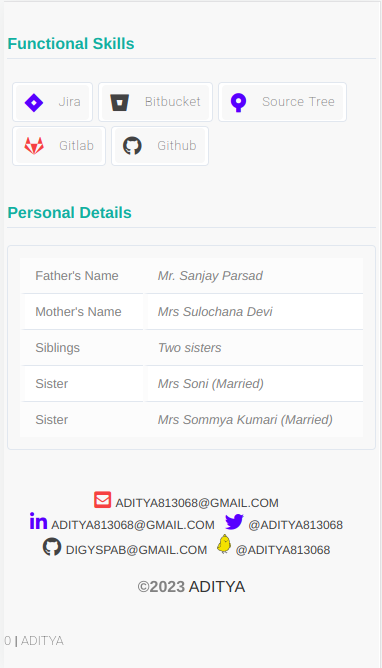 Functional Skills
Jira Bitbucket Source Tree
Gitlab Github
Personal Details
Father's Name Mr. Sanjay Parsad
Mother's Name Mrs Sulochana Devi
Siblings Two sisters
Sister Mrs Soni (Married)
Sister Mrs Sommya Kumari (Married)
ADITYA813068@GMAIL.COM
in ADITYA813068@GMAIL.COM @ADITYA813068
DIGYSPAB@GMAIL.COM @ADITYA813068
©2023 ADITYA
0 | ADITYA